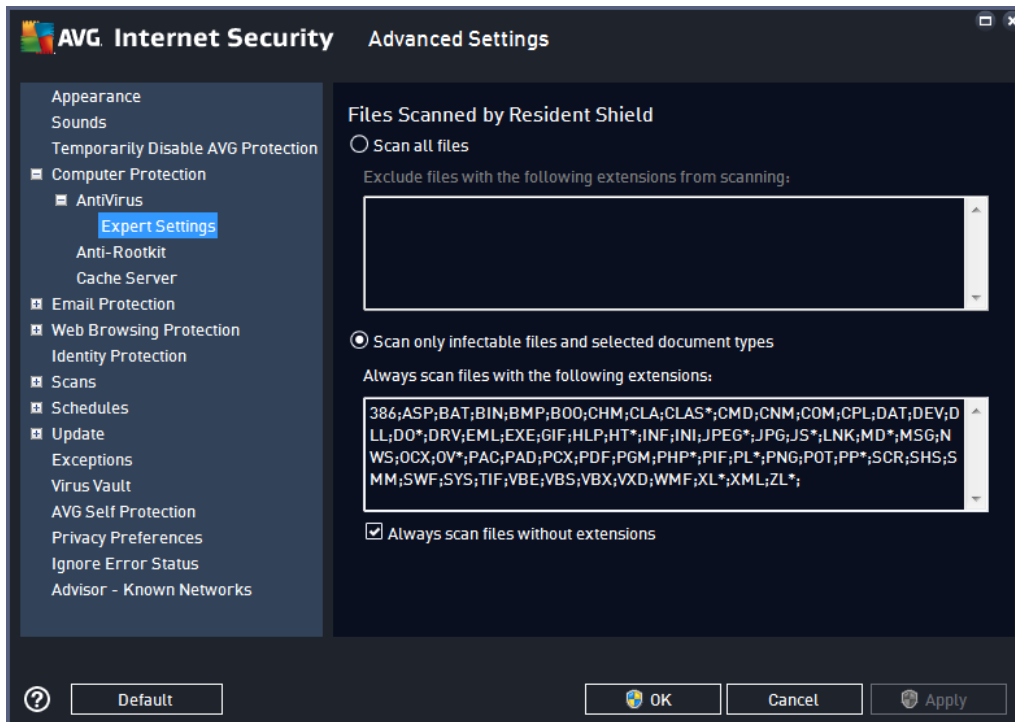 AVG. Internet Security Advanced Settings
Appearance
Sounds
Temporarily Disable AVG Protection
Computer Protection
AntiVirus
Expert Settings
Anti-Rootkit
Cache Server
Email Protection
Web Browsing Protection
Identity Protection
Scans
Schedules
Update
Exceptions
Virus Vault
AVG Self Protection
Privacy Preferences
Ignore Error Status
Advisor - Known Networks
Files Scanned by Resident Shield
Scan all files
Exclude files with the following extensions from scanning:
Scan only infectable files and selected document types
Always scan files with the following extensions:
386;ASP;BAT;BIN;BMP;BOO;CHM;CLA;CLAS*;CMD;CNM;COM;CPL;DAT;DEV;D
LL;DO*;DRV;EML;EXE;GIF;HLP;HT*;INF;INI;JPEG*;JPG;JS*;LNK;MD*;MSG;N
WS;OCX;OV*;PAC;PAD;PCX;PDF;PGM;PHP*;PIF;PL*;PNG;POT;PP*;SCR;SHS;S
MM;SWF;SYS;TIF;VBE;VBS;VBX;VXD;WMF;XL*;XML;ZL*;
Always scan files without extensions
? Default OK Cancel Apply